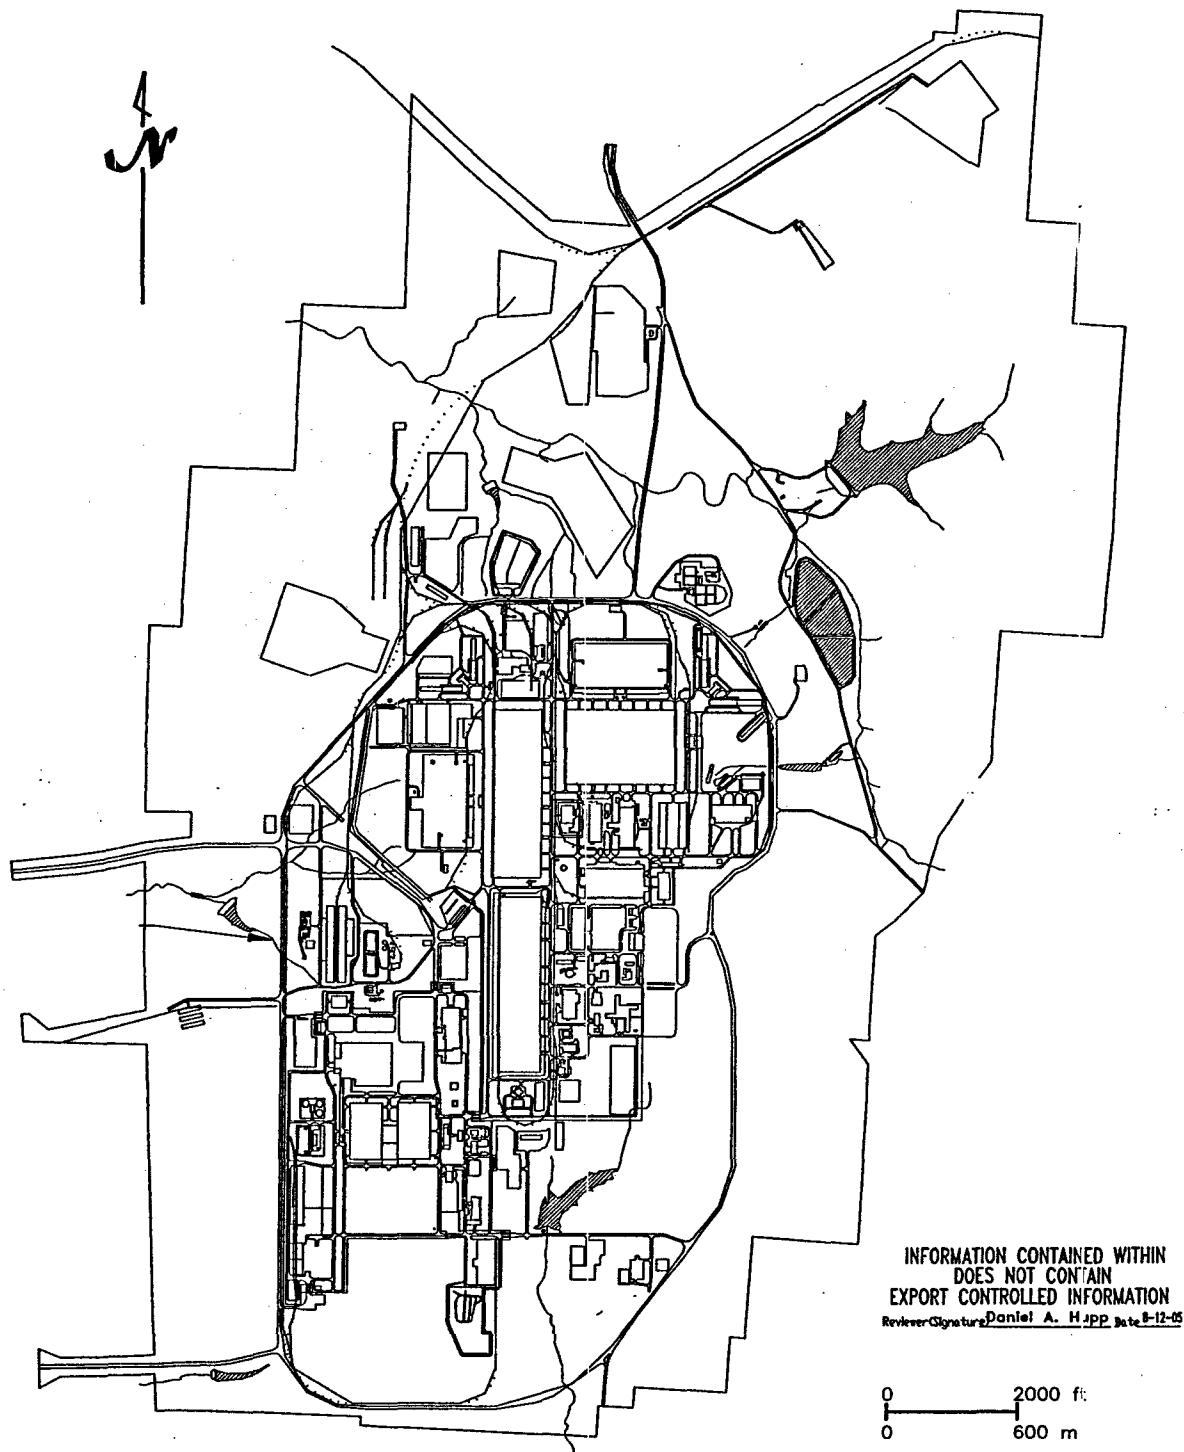 N
INFORMATION CONTAINED WITHIN
DOES NOT CONTAIN
EXPORT CONTROLLED INFORMATION
Reviewer(Signature) Daniel A. Hupp Date 8-12-05
0 2000 ft
0 600 m